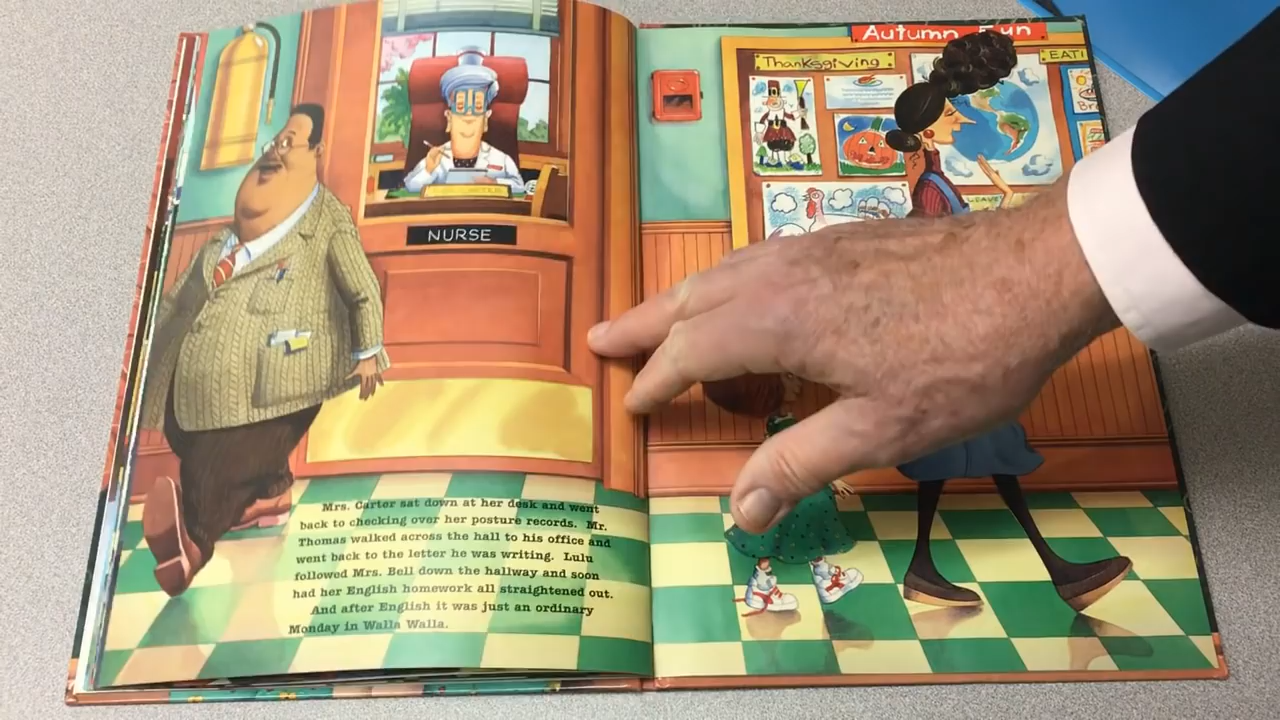 NURSE
Mrs. Carter sat down at her desk and went
back to checking over her posture records. Mr.
Thomas walked across the hall to his office and
went back to the letter he was writing. Lulu
followed Mrs. Bell down the hallway and soon
had her English homework all straightened out.
And after English it was just an ordinary
Monday in Walla Walla.
Autumn
Thanksgiving
EATI